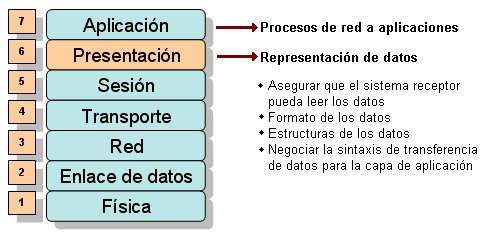 7 Aplicación Procesos de red a aplicaciones
6 Presentación Representación de datos
5 Sesión
4 Transporte
3 Red
2 Enlace de datos
1 Física
Asegurar que el sistema receptor
pueda leer los datos
Formato de los datos
Estructuras de los datos
Negociar la sintaxis de transferencia
de datos para la capa de aplicación